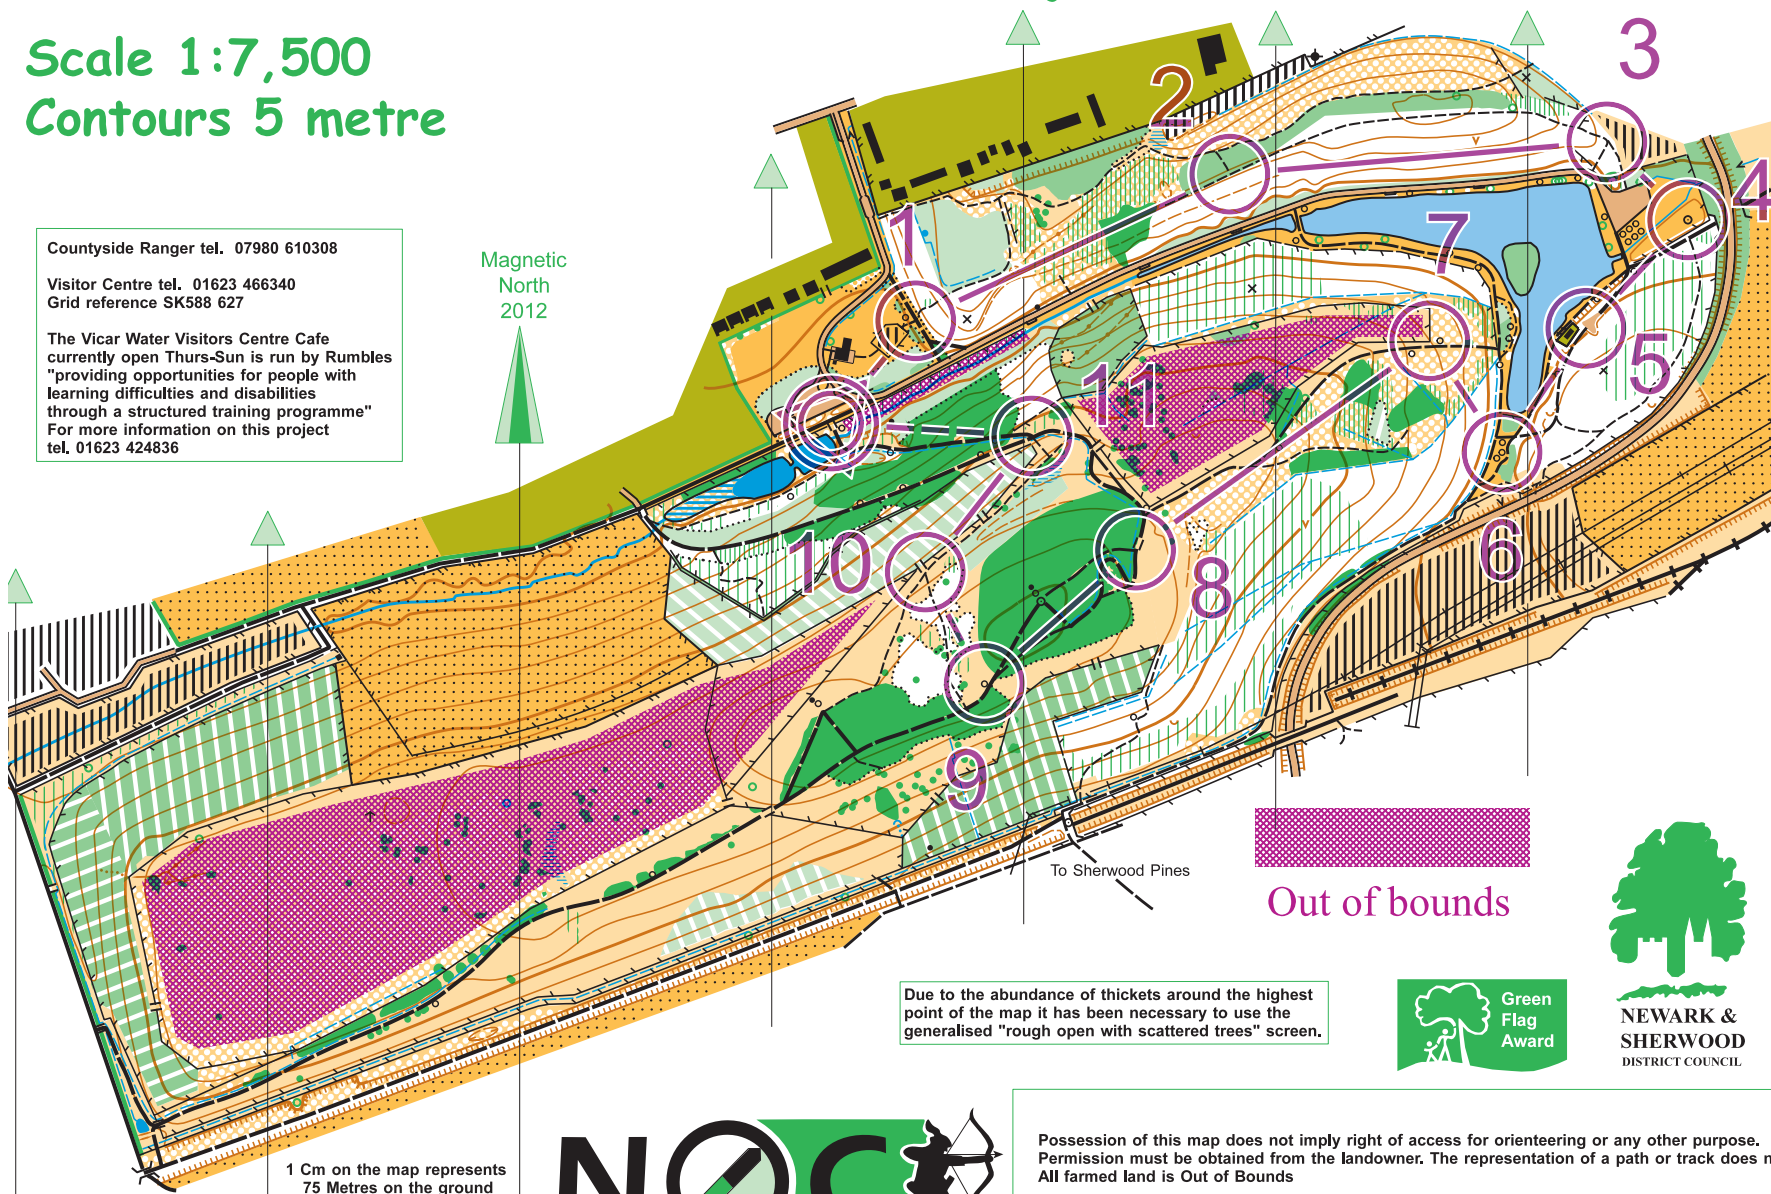 Scale 1:7,500
Contours 5 metre
Countyside Ranger tel. 07980 610308
Visitor Centre tel. 01623 466340
Grid reference SK588 627
The Vicar Water Visitors Centre Cafe
currently open Thurs-Sun is run by Rumbles
"providing opportunities for people with
learning difficulties and disabilities
through a structured training programme"
For more information on this project
tel. 01623 424836
Magnetic
North
2012
1
2
3
4
5
6
7
8
9
10
11
To Sherwood Pines
Out of bounds
Due to the abundance of thickets around the highest
point of the map it has been necessary to use the
generalised "rough open with scattered trees" screen.
Green
Flag
Award
NEWARK &
SHERWOOD
DISTRICT COUNCIL
1 Cm on the map represents
75 Metres on the ground
NOC
Possession of this map does not imply right of access for orienteering or any other purpose.
Permission must be obtained from the landowner. The representation of a path or track does
All farmed land is Out of Bounds